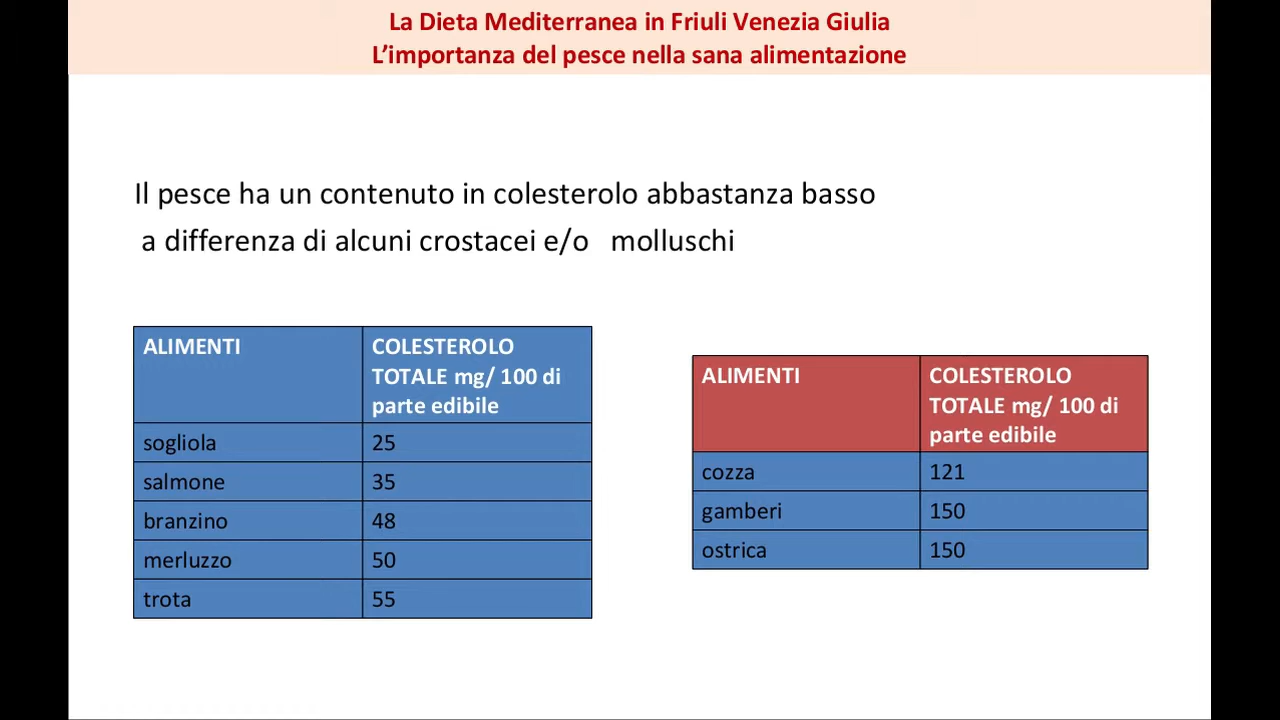 La Dieta Mediterranea in Friuli Venezia Giulia
L’importanza del pesce nella sana alimentazione
Il pesce ha un contenuto in colesterolo abbastanza basso
a differenza di alcuni crostacei e/o molluschi
ALIMENTI
COLESTEROLO
TOTALE mg/ 100 di
parte edibile
sogliola 25
salmone 35
branzino 48
merluzzo 50
trota 55
ALIMENTI
COLESTEROLO
TOTALE mg/ 100 di
parte edibile
cozza 121
gamberi 150
ostrica 150